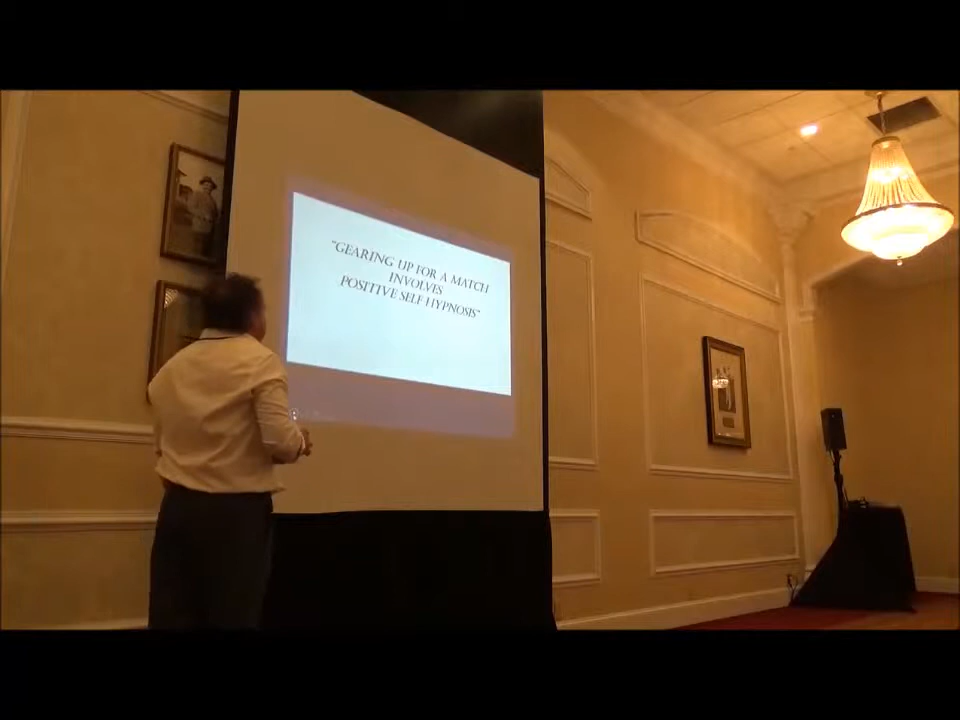 "GEARING UP FOR A MATCH
INVOLVES
POSITIVE SELF HYPNOSIS"